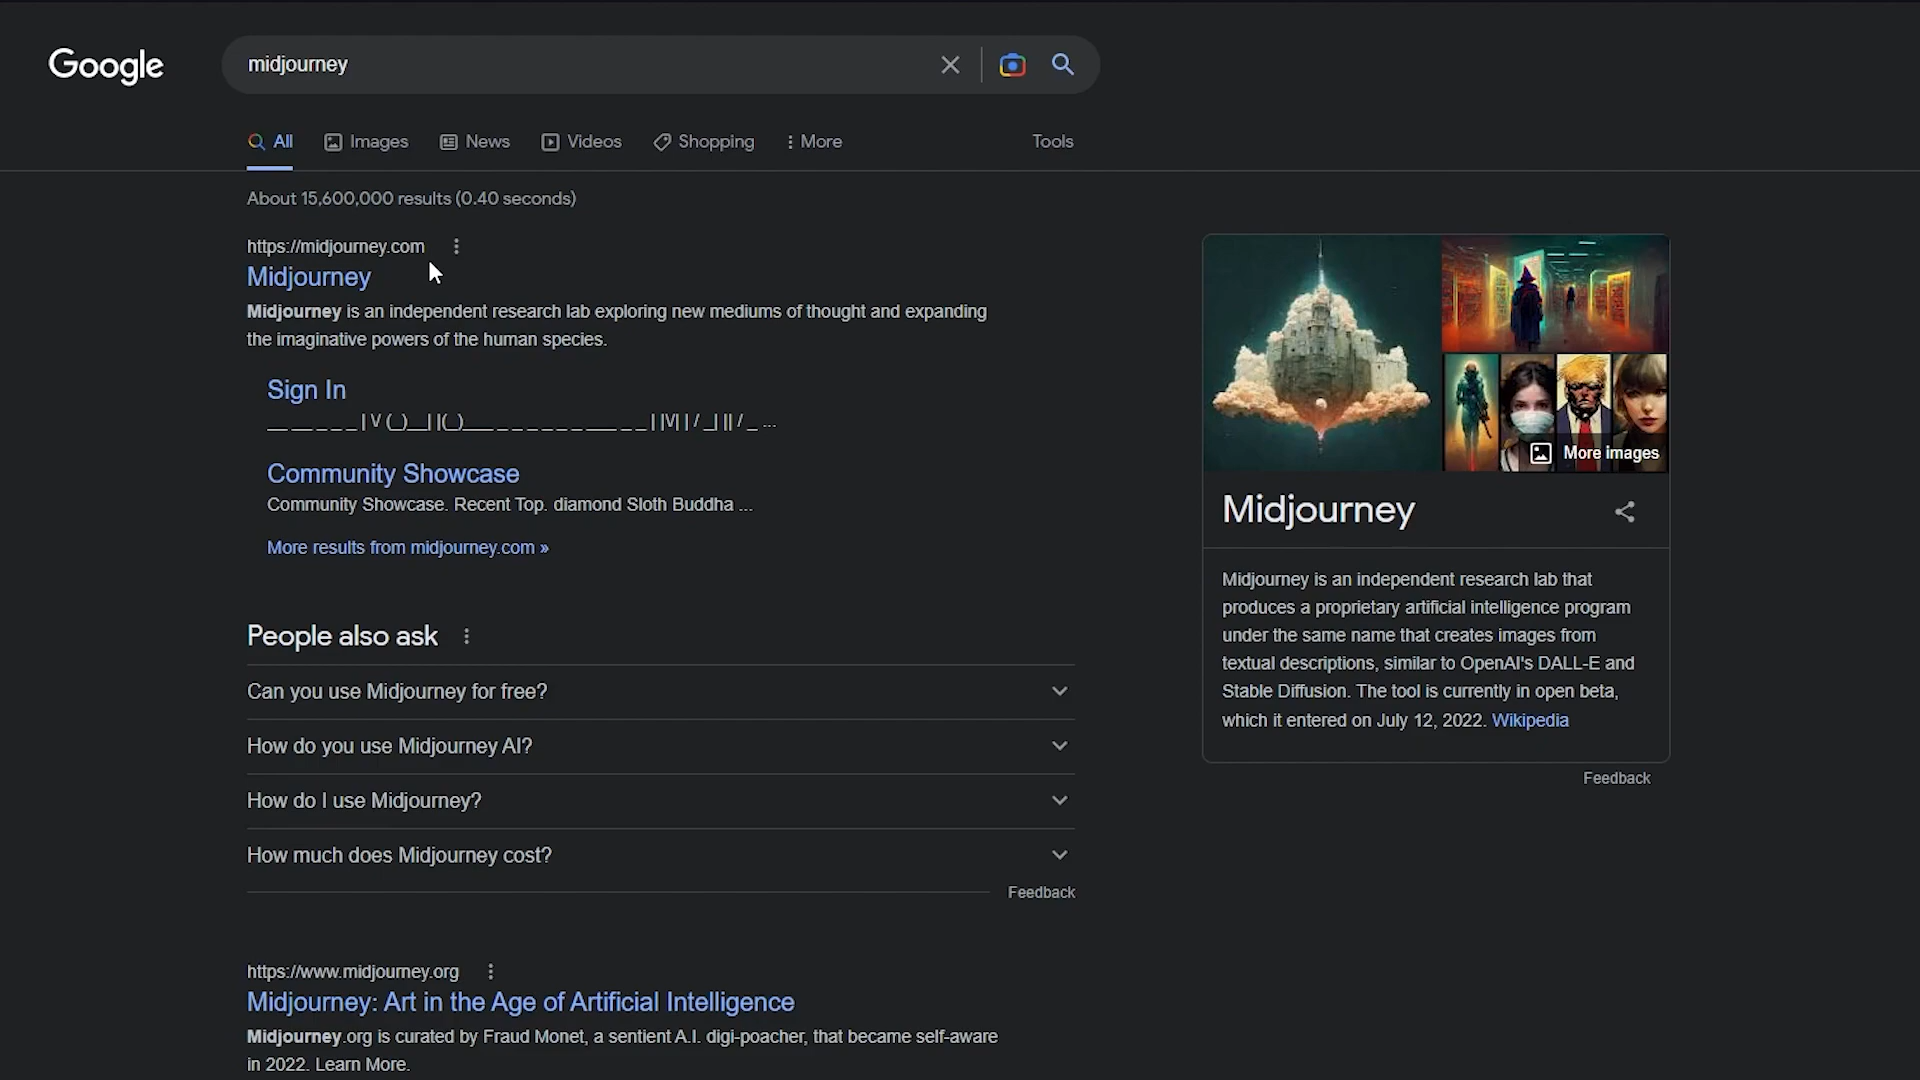 Google
midjourney
All
Images
News
Videos
Shopping
More
Tools
About 15,600,000 results (0.40 seconds)
https://midjourney.com
Midjourney
Midjourney is an independent research lab exploring new mediums of thought and expanding
the imaginative powers of the human species.
Sign In
__ __ _ _ _ | \/ (_)__| |(_)___ _ _ _ _ _ _ ___ _ _ | |\/| | / _| || / _ ...
Community Showcase
Community Showcase. Recent Top. diamond Sloth Buddha ...
More results from midjourney.com »
People also ask
Can you use Midjourney for free?
How do you use Midjourney AI?
How do I use Midjourney?
How much does Midjourney cost?
Feedback
https://www.midjourney.org
Midjourney: Art in the Age of Artificial Intelligence
Midjourney.org is curated by Fraud Monet, a sentient A.I. digi-poacher, that became self-aware
in 2022. Learn More.
More images
Midjourney
Midjourney is an independent research lab that
produces a proprietary artificial intelligence program
under the same name that creates images from
textual descriptions, similar to OpenAI's DALL-E and
Stable Diffusion. The tool is currently in open beta,
which it entered on July 12, 2022. Wikipedia
Feedback